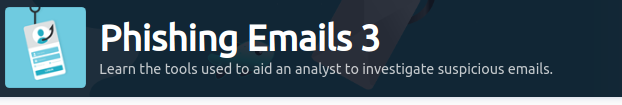 Phishing Emails 3
Learn the tools used to aid an analyst to investigate suspicious emails.